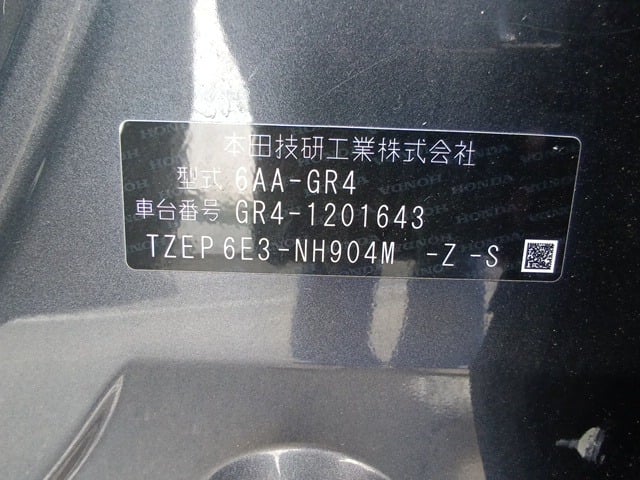 本田技研工業株式会社
型式 6AA-GR4
車台番号 GR4-1201643
TZEP 6E3-NH904M -Z -S